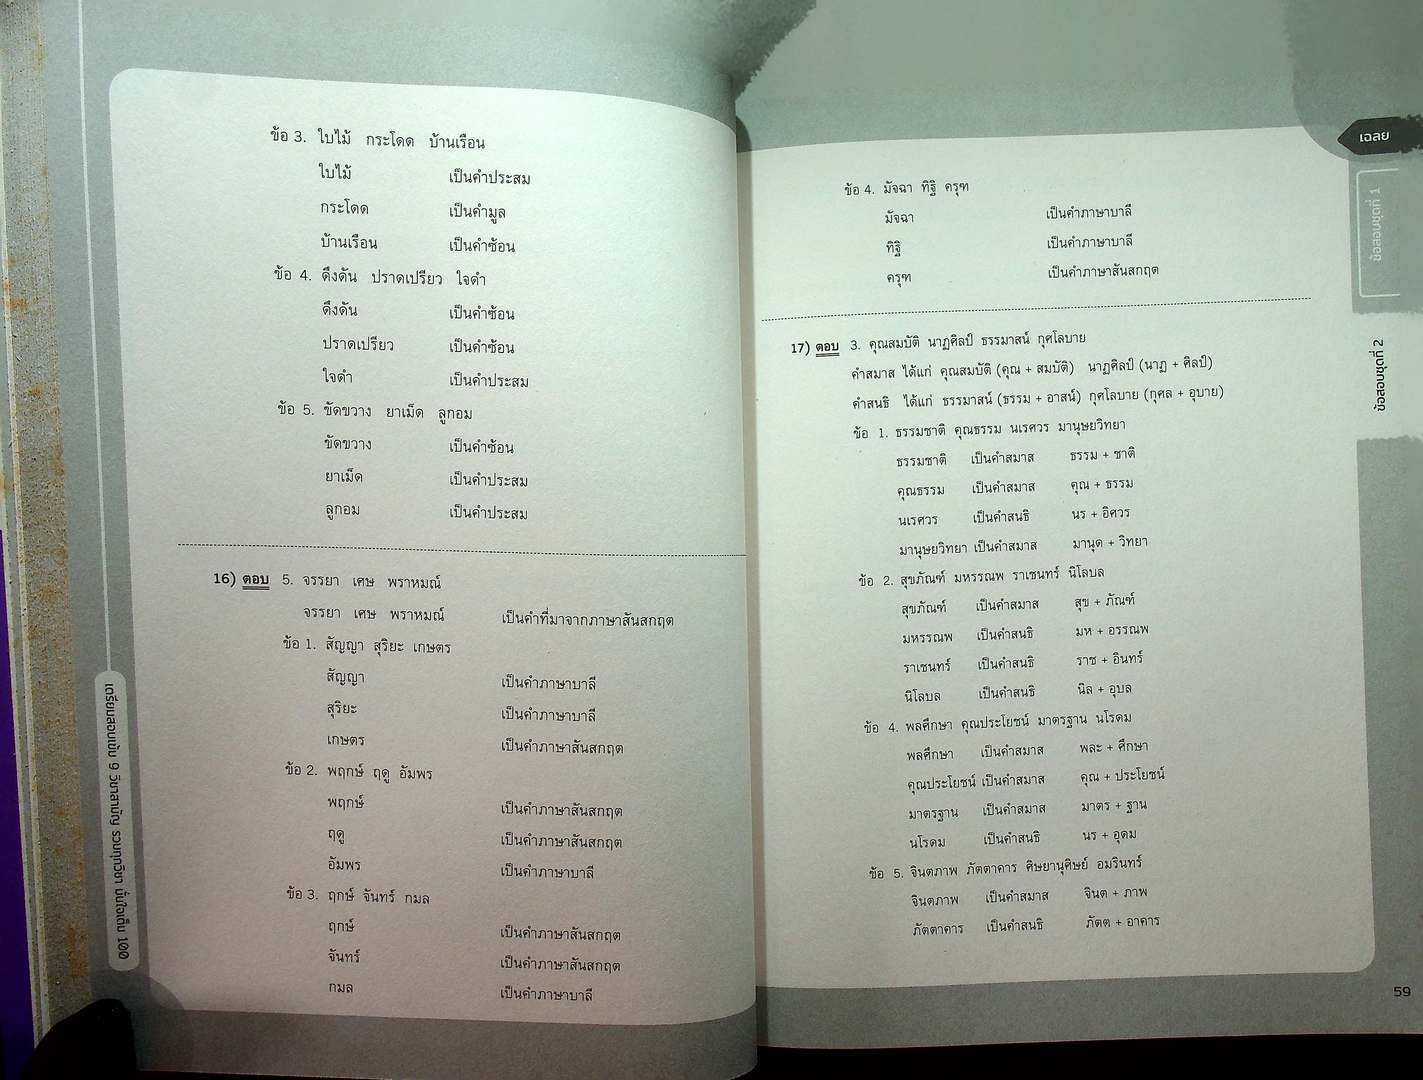 ข้อ 3. ใบไม้ กระโดด บ้านเรือน
ใบไม้ เป็นคำประสม
กระโดด เป็นคำมูล
บ้านเรือน เป็นคำซ้อน
ข้อ 4. ดึงดัน ปราดเปรียว ใจดำ
ดึงดัน เป็นคำซ้อน
ปราดเปรียว เป็นคำซ้อน
ใจดำ เป็นคำประสม
ข้อ 5. ขัดขวาง ยาเม็ด ลูกอม
ขัดขวาง เป็นคำซ้อน
ยาเม็ด เป็นคำประสม
ลูกอม เป็นคำประสม
16) ตอบ 5. จรรยา เศษ พราหมณ์
จรรยา เศษ พราหมณ์ เป็นคำที่มาจากภาษาสันสกฤต
ข้อ 1. สัญญา สุริยะ เกษตร
สัญญา เป็นคำภาษาบาลี
สุริยะ เป็นคำภาษาบาลี
เกษตร เป็นคำภาษาสันสกฤต
ข้อ 2. พฤกษ์ ฤดู อัมพร
พฤกษ์ เป็นคำภาษาสันสกฤต
ฤดู เป็นคำภาษาสันสกฤต
อัมพร เป็นคำภาษาบาลี
ข้อ 3. ฤกษ์ จันทร์ กมล
ฤกษ์ เป็นคำภาษาสันสกฤต
จันทร์ เป็นคำภาษาสันสกฤต
กมล เป็นคำภาษาบาลี
เตรียมสอบเข้ม 9 วิชาสามัญ รวมทุกวิชา มั่นใจเต็ม 100
เฉลย
ข้อสอบชุดที่ 1
ข้อสอบชุดที่ 2
ข้อ 4. มัจฉา ทิฐิ ครุฑ
มัจฉา เป็นคำภาษาบาลี
ทิฐิ เป็นคำภาษาบาลี
ครุฑ เป็นคำภาษาสันสกฤต
17) ตอบ 3. คุณสมบัติ นาฏศิลป์ ธรรมาสน์ กุศโลบาย
คำสมาส ได้แก่ คุณสมบัติ (คุณ + สมบัติ) นาฏศิลป์ (นาฏ + ศิลป์)
คำสนธิ ได้แก่ ธรรมาสน์ (ธรรม + อาสน์) กุศโลบาย (กุศล + อุบาย)
ข้อ 1. ธรรมชาติ คุณธรรม นเรศวร มานุษยวิทยา
ธรรมชาติ เป็นคำสมาส ธรรม + ชาติ
คุณธรรม เป็นคำสมาส คุณ + ธรรม
นเรศวร เป็นคำสนธิ นร + อิศวร
มานุษยวิทยา เป็นคำสมาส มานุด + วิทยา
ข้อ 2. สุขภัณฑ์ มหรรณพ ราเชนทร์ นิโลบล
สุขภัณฑ์ เป็นคำสมาส สุข + ภัณฑ์
มหรรณพ เป็นคำสนธิ มห + อรรณพ
ราเชนทร์ เป็นคำสนธิ ราช + อินทร์
นิโลบล เป็นคำสนธิ นิล + อุบล
ข้อ 4. พลศึกษา คุณประโยชน์ มาตรฐาน นโรดม
พลศึกษา เป็นคำสมาส พละ + ศึกษา
คุณประโยชน์ เป็นคำสมาส คุณ + ประโยชน์
มาตรฐาน เป็นคำสมาส มาตร + ฐาน
นโรดม เป็นคำสนธิ นร + อุดม
ข้อ 5. จินตภาพ ภัตตาคาร ศิษยานุศิษย์ อมรินทร์
จินตภาพ เป็นคำสมาส จินต + ภาพ
ภัตตาคาร เป็นคำสนธิ ภัตต + อาคาร
59